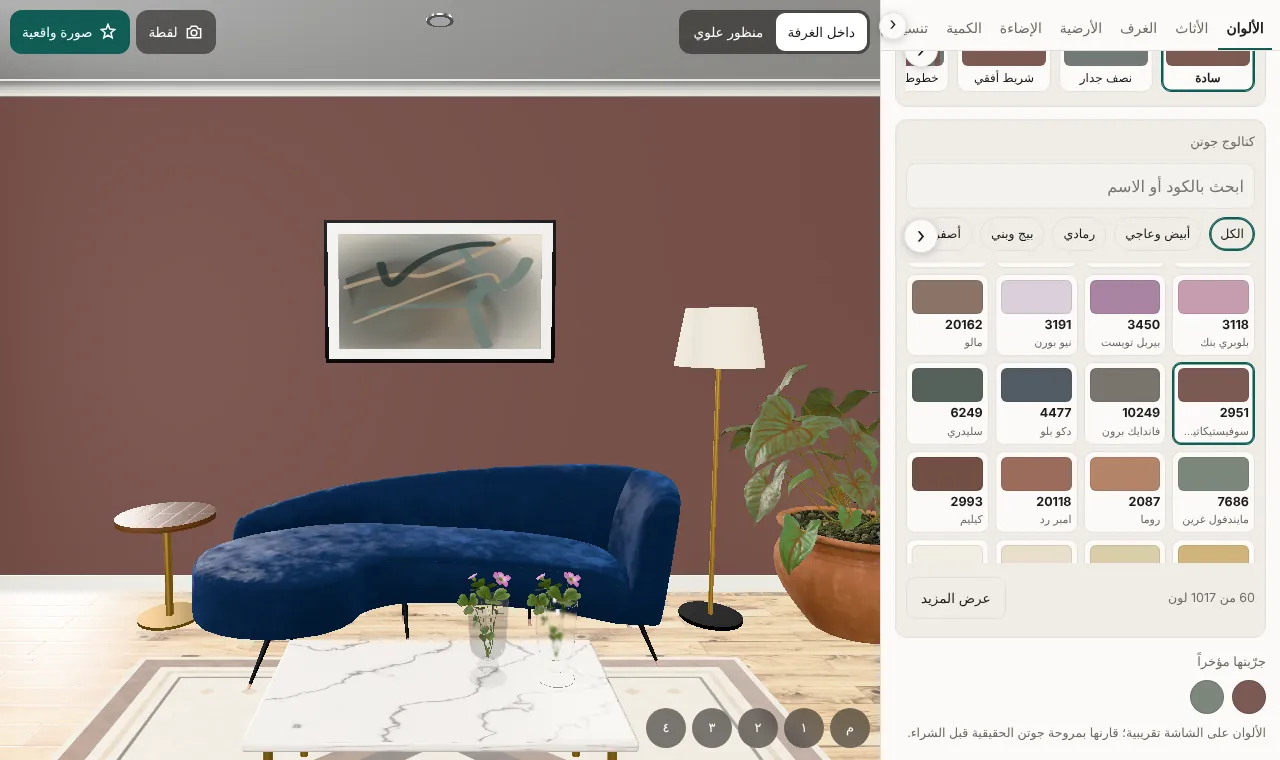 الألوان
الأثاث
الغرف
الأرضية
الإضاءة
الكمية
داخل الغرفة
منظور علوي
لقطة
صورة واقعية
سادة
نصف جدار
شريط أفقي
كتالوج جوتن
ابحث بالكود أو الاسم
الكل
أبيض وعاجي
رمادي
بيج وبني
3118
3450
3191
20162
بلوبري بنك
بيربل تويست
نيو بورن
مالو
2951
10249
4477
6249
سوفيستيكاتيـ...
فاندايك برون
دكو بلو
سليدري
7686
2087
20118
2993
مايندفول غرين
روما
امبر رد
كيليم
60 من 1017 لون
عرض المزيد
جرّبنها مؤخراً
الألوان على الشاشة تقريبية؛ قارنها بمروحة جوتن الحقيقية قبل الشراء.
م
١
٢
٣
٤